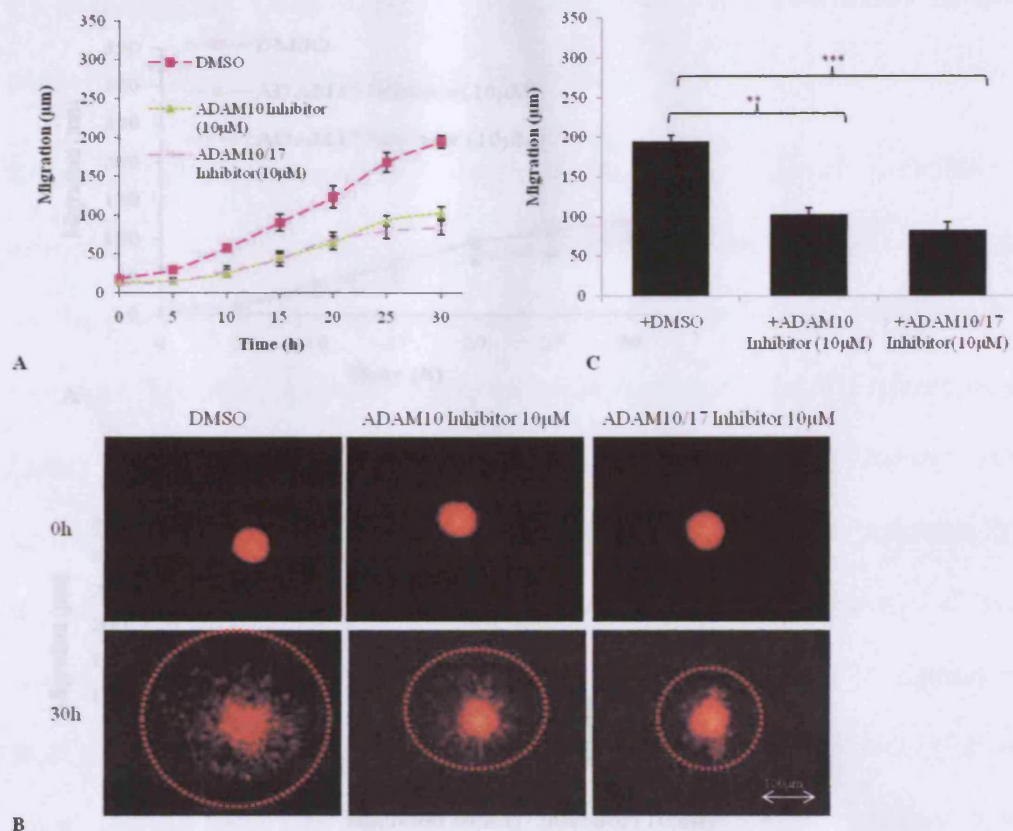 350
300
250
200
150
100
50
0
Migration (µm)
DMSO
ADAM10 Inhibitor
(10µM)
ADAM10/17
Inhibitor(10µM)
0 5 10 15 20 25 30
Time (h)
A
350
300
250
200
150
100
50
0
Migration (µm)
***
**
+DMSO
+ADAM10
Inhibitor(10µM)
+ADAM10/17
Inhibitor(10µM)
C
DMSO
ADAM10 Inhibitor 10µM
ADAM10/17 Inhibitor 10µM
0h
30h
100µm
B